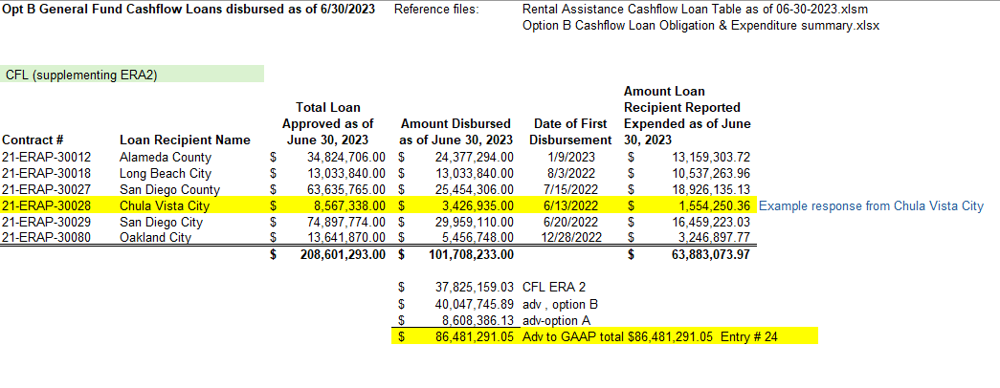 Opt B General Fund Cashflow Loans disbursed as of 6/30/2023 Reference files: Rental Assistance Cashflow Loan Table as of 06-30-2023.xlsm
Option B Cashflow Loan Obligation & Expenditure summary.xlsx
CFL (supplementing ERA2)
Amount Loan
Total Loan Recipient Reported
Approved as of Amount Disbursed Date of First Expended as of June
Contract # Loan Recipient Name June 30, 2023 as of June 30, 2023 Disbursement 30, 2023
21-ERAP-30012 Alameda County $ 34,824,706.00 $ 24,377,294.00 1/9/2023 $ 13,159,303.72
21-ERAP-30018 Long Beach City $ 13,033,840.00 $ 13,033,840.00 8/3/2022 $ 10,537,263.96
21-ERAP-30027 San Diego County $ 63,635,765.00 $ 25,454,306.00 7/15/2022 $ 18,926,135.13
21-ERAP-30028 Chula Vista City $ 8,567,338.00 $ 3,426,935.00 6/13/2022 $ 1,554,250.36 Example response from Chula Vista City
21-ERAP-30029 San Diego City $ 74,897,774.00 $ 29,959,110.00 6/20/2022 $ 16,459,223.03
21-ERAP-30080 Oakland City $ 13,641,870.00 $ 5,456,748.00 12/28/2022 $ 3,246,897.77
$ 208,601,293.00 $ 101,708,233.00 $ 63,883,073.97
$ 37,825,159.03 CFL ERA 2
$ 40,047,745.89 adv , option B
$ 8,608,386.13 adv-option A
$ 86,481,291.05 Adv to GAAP total $86,481,291.05 Entry # 24